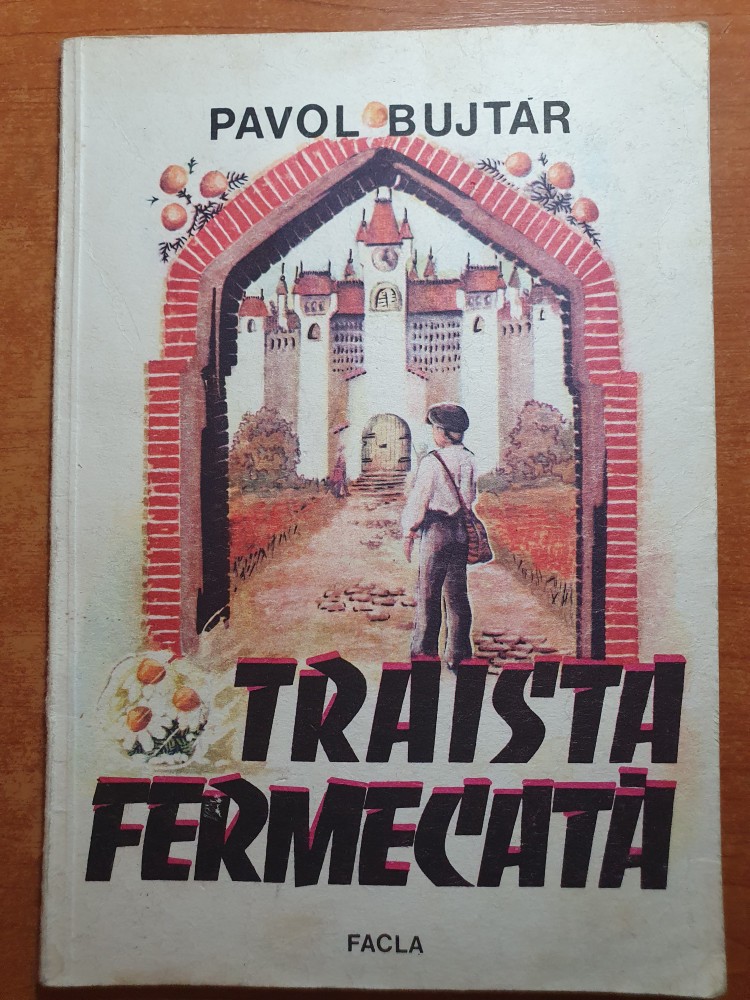 PAVOL BUJTÁR
TRAISTA
FERMECATĂ
FACLA